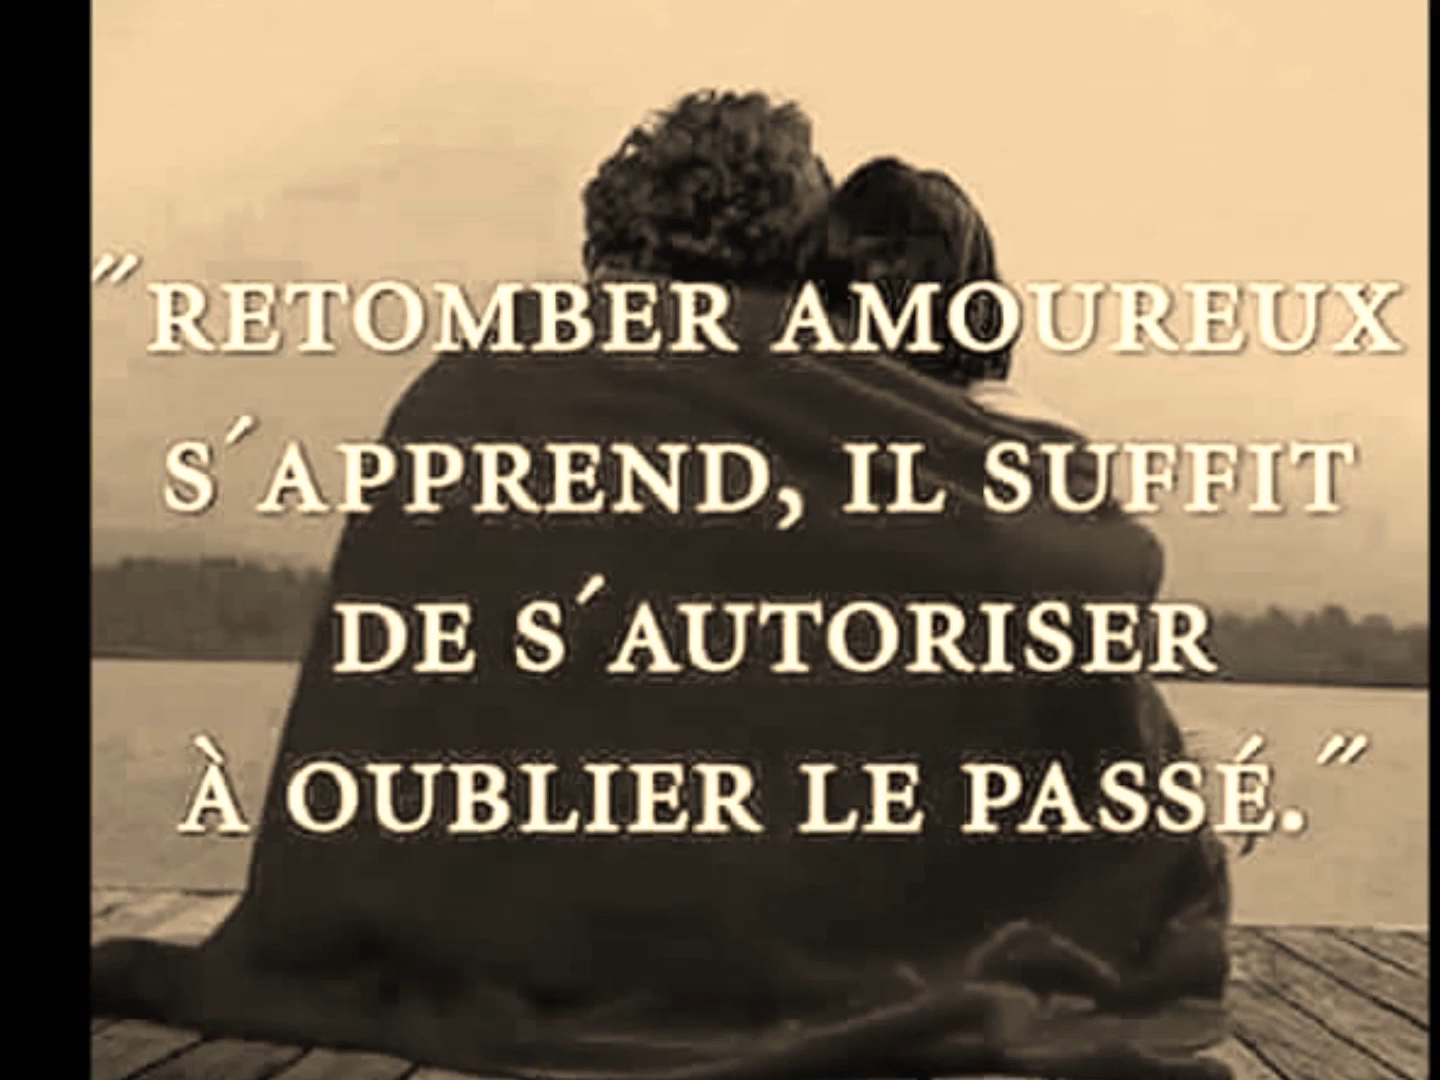 "RETOMBER AMOUREUX
S´APPREND, IL SUFFIT
DE S´AUTORISER
À OUBLIER LE PASSÉ."